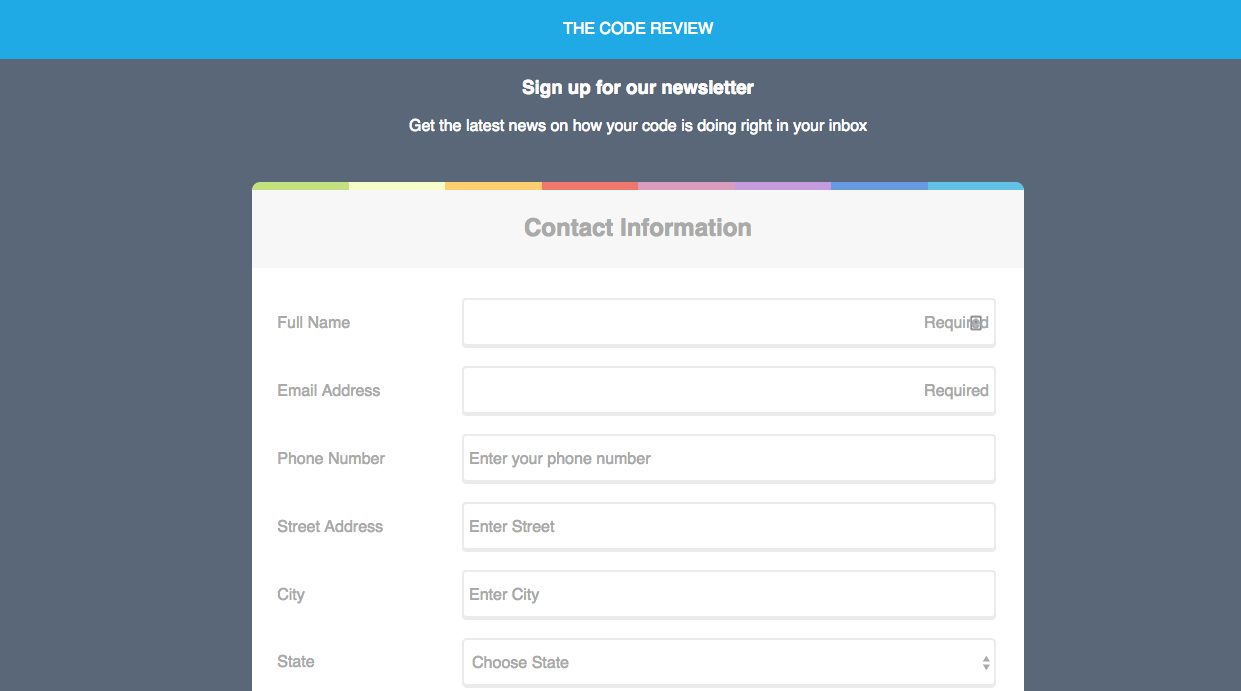 THE CODE REVIEW
Sign up for our newsletter
Get the latest news on how your code is doing right in your inbox
Contact Information
Full Name Required
Email Address Required
Phone Number Enter your phone number
Street Address Enter Street
City Enter City
State Choose State